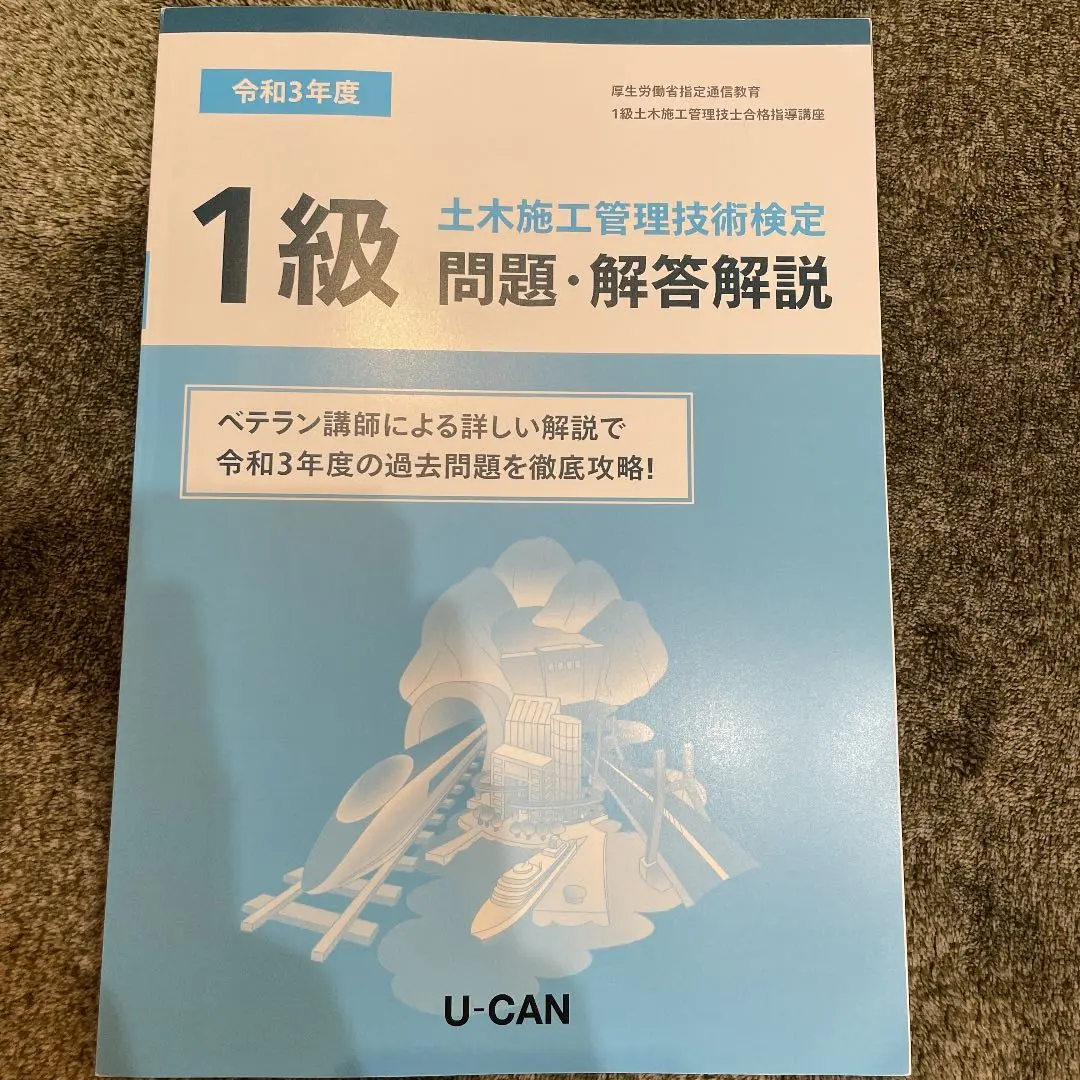 令和3年度
厚生労働省指定通信教育
1級土木施工管理技士合格指導講座
1級
土木施工管理技術検定
問題・解答解説
ベテラン講師による詳しい解説で
令和3年度の過去問題を徹底攻略!
U-CAN